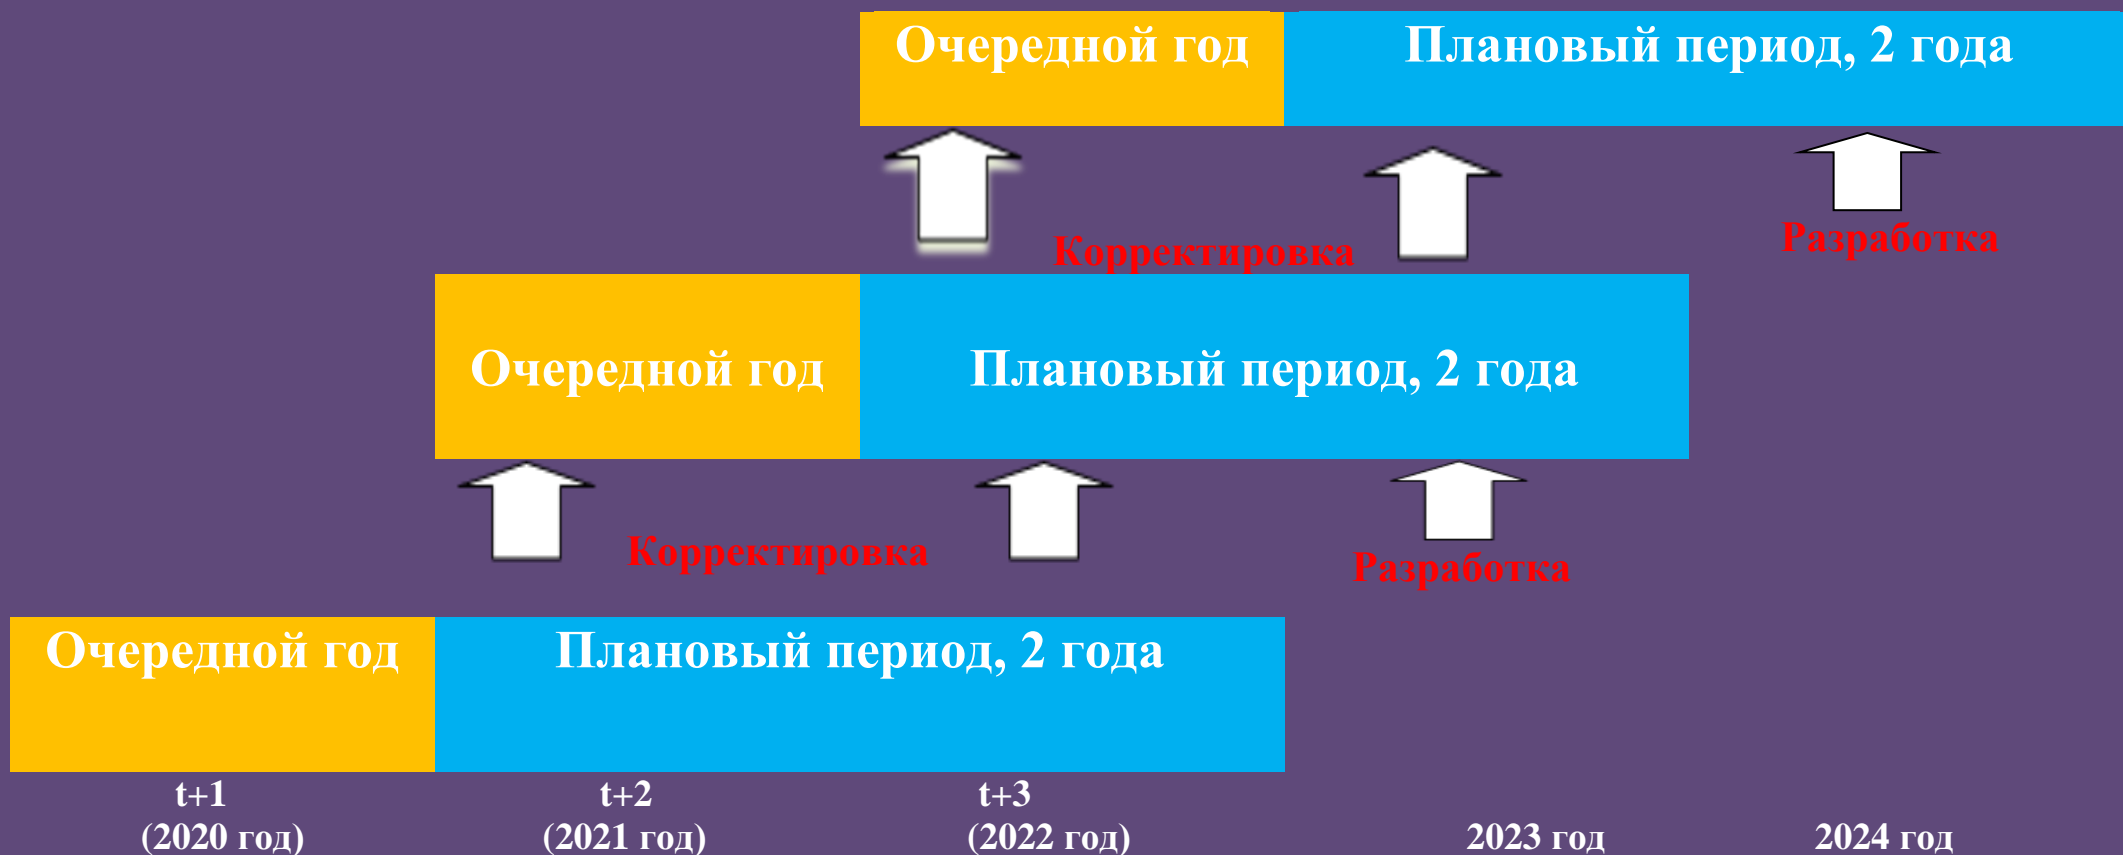 Очередной год
Плановый период, 2 года
Корректировка
Разработка
Очередной год
Плановый период, 2 года
Корректировка
Разработка
Очередной год
Плановый период, 2 года
t+1
t+2
t+3
(2020 год)
(2021 год)
(2022 год)
2023 год
2024 год